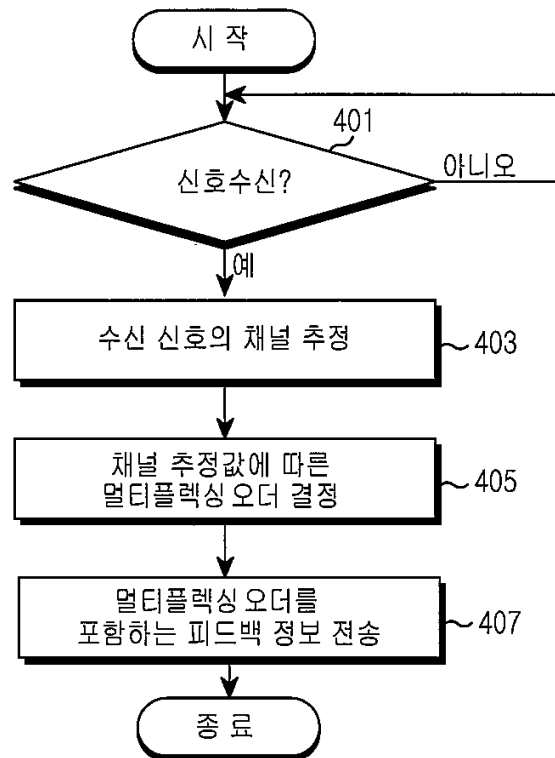 시 작
401
신호수신?
아니오
예
수신 신호의 채널 추정
403
채널 추정값에 따른
멀티플렉싱 오더 결정
405
멀티플렉싱 오더를
포함하는 피드백 정보 전송
407
종 료